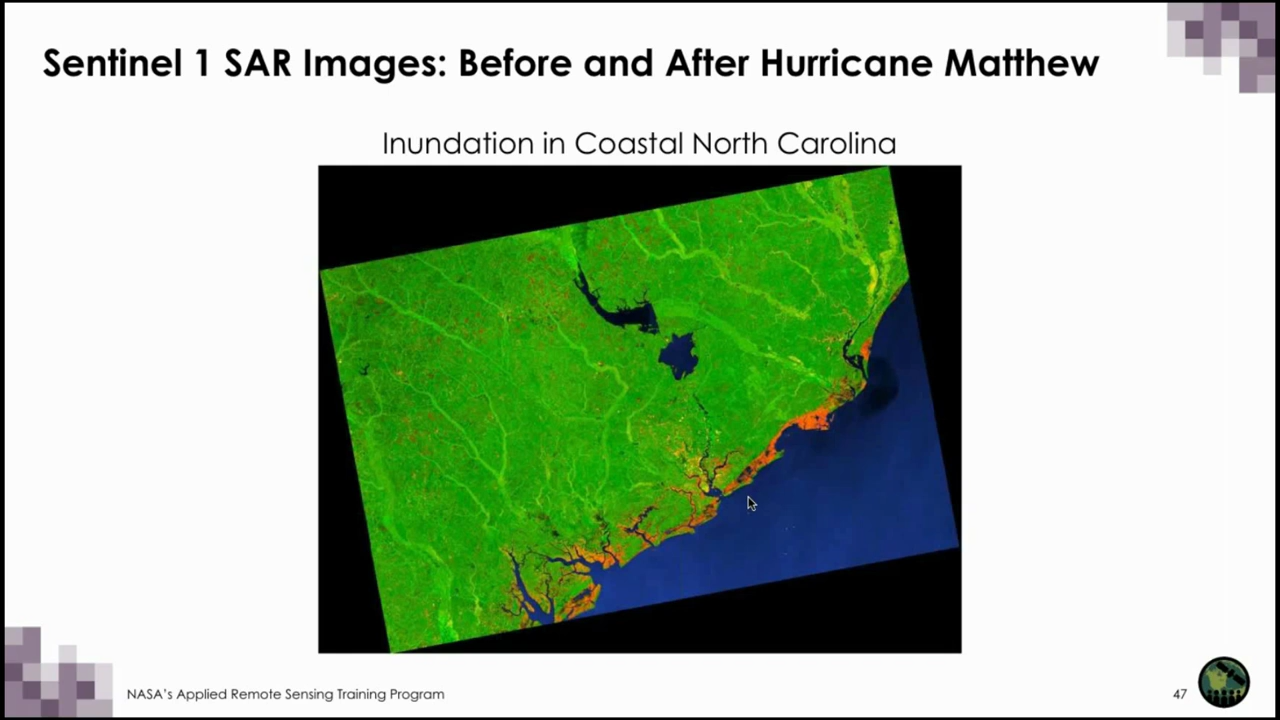 Sentinel 1 SAR Images: Before and After Hurricane Matthew
Inundation in Coastal North Carolina
NASA's Applied Remote Sensing Training Program
47